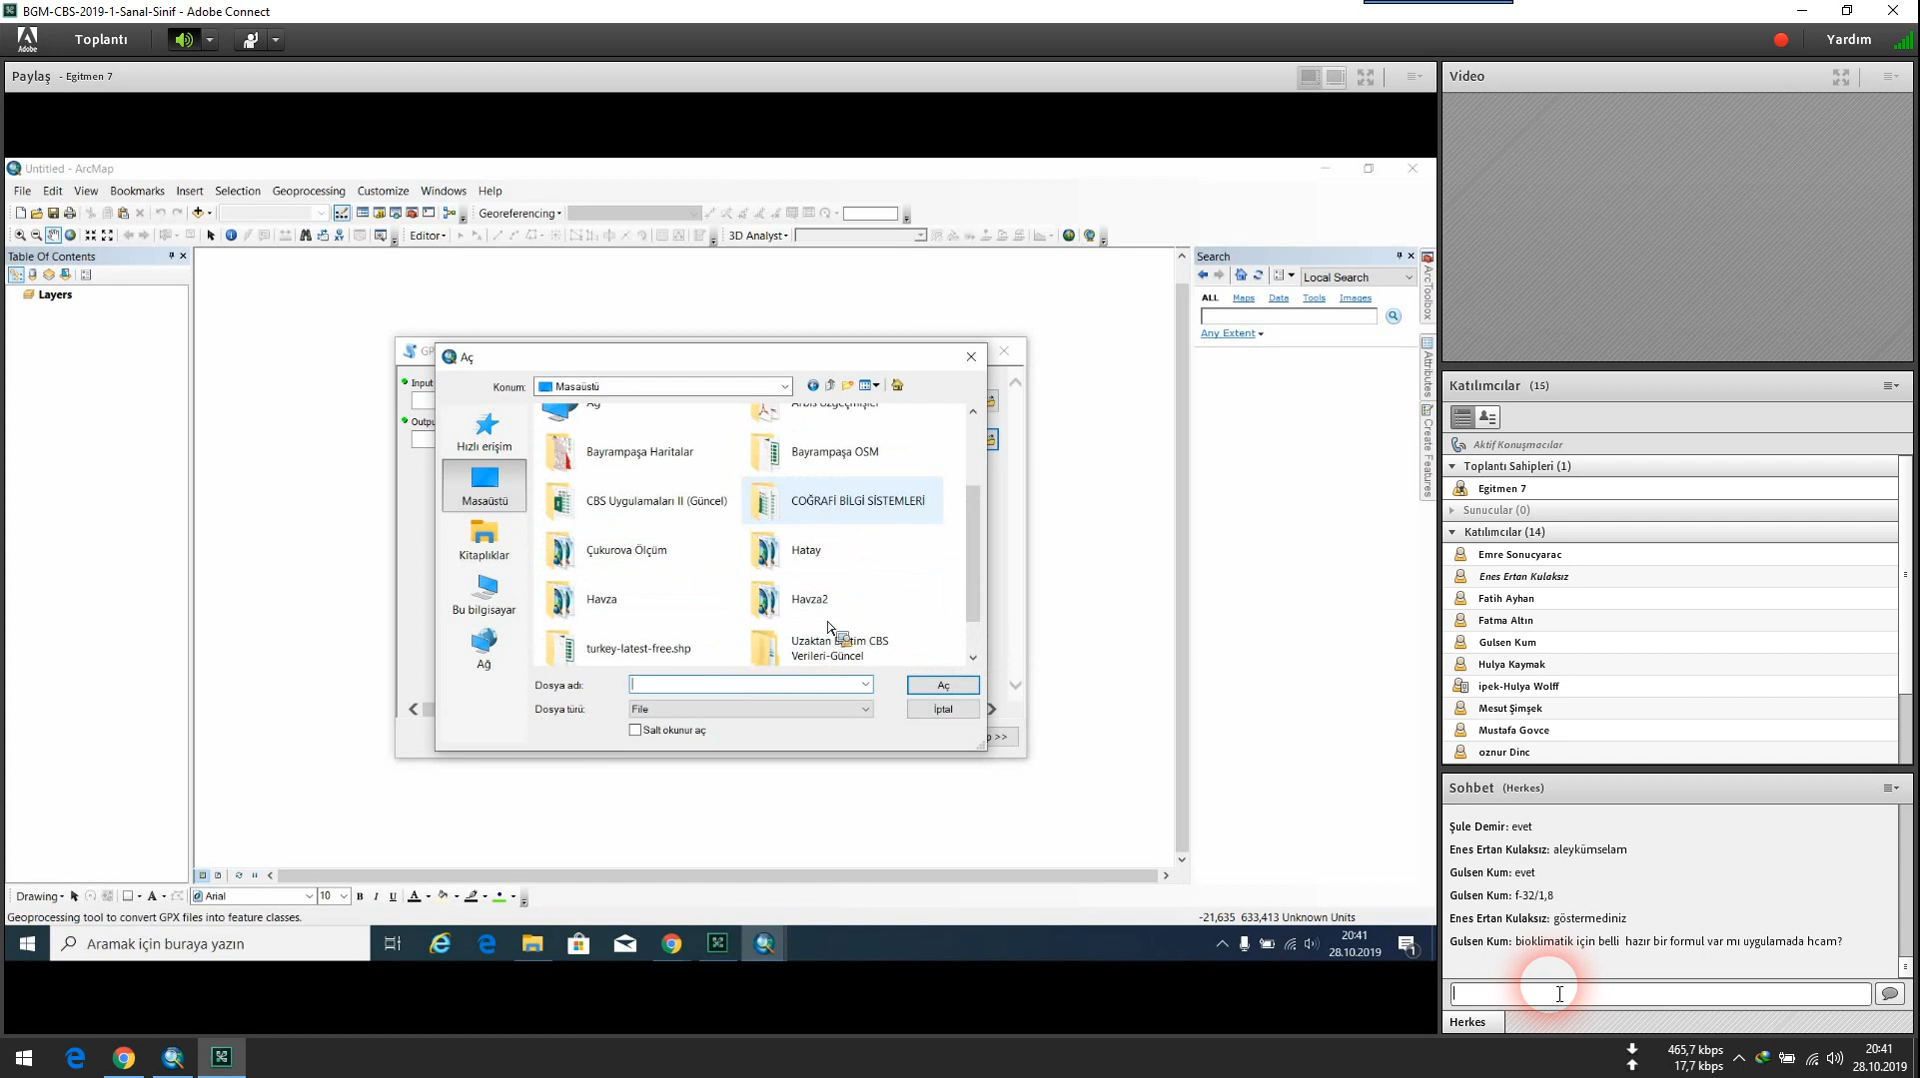 BGM-CBS-2019-1-Sanal-Sinif - Adobe Connect
Adobe
Toplantı
Yardım
Paylaş - Egitmen 7
Untitled - ArcMap
File Edit View Bookmarks Insert Selection Geoprocessing Customize Windows Help
Georeferencing
Editor
3D Analyst
Table Of Contents
Layers
Search
Local Search
ALL Maps Data Tools Images
Any Extent
ArcToolbox
Attributes
Create Features
Input
Aç
Konum: Masaüstü
Hızlı erişim
Masaüstü
Kitaplıklar
Bu bilgisayar
Ağ
Ağ
Bayrampaşa Haritalar
Bayrampaşa OSM
CBS Uygulamaları II (Güncel)
COĞRAFİ BİLGİ SİSTEMLERİ
Çukurova Ölçüm
Hatay
Havza
Havza2
turkey-latest-free.shp
CBS
Verileri-Güncel
Dosya adı:
Aç
Dosya türü: File
İptal
Salt okunur aç
Drawing
Arial
10
B I U A
Geoprocessing tool to convert GPX files into feature classes.
-21,635 633,413 Unknown Units
Aramak için buraya yazın
20:41
28.10.2019
Video
Katılımcılar (15)
Aktif Konuşmacılar
Toplantı Sahipleri (1)
Egitmen 7
Sunucular (0)
Katılımcılar (14)
Emre Sonucyarac
Enes Ertan Kulaksız
Fatih Ayhan
Fatma Altın
Gulsen Kum
Hulya Kaymak
ipek-Hulya Wolff
Mesut Şimşek
Mustafa Govce
oznur Dinc
Sohbet (Herkes)
Şule Demir: evet
Enes Ertan Kulaksız: aleykümselam
Gulsen Kum: evet
Gulsen Kum: f-32/1,8
Enes Ertan Kulaksız: göstermediniz
Gulsen Kum: bioklimatik için belli hazır bir formul var mı uygulamada hcam?
Herkes
465,7 kbps
17,7 kbps
20:41
28.10.2019